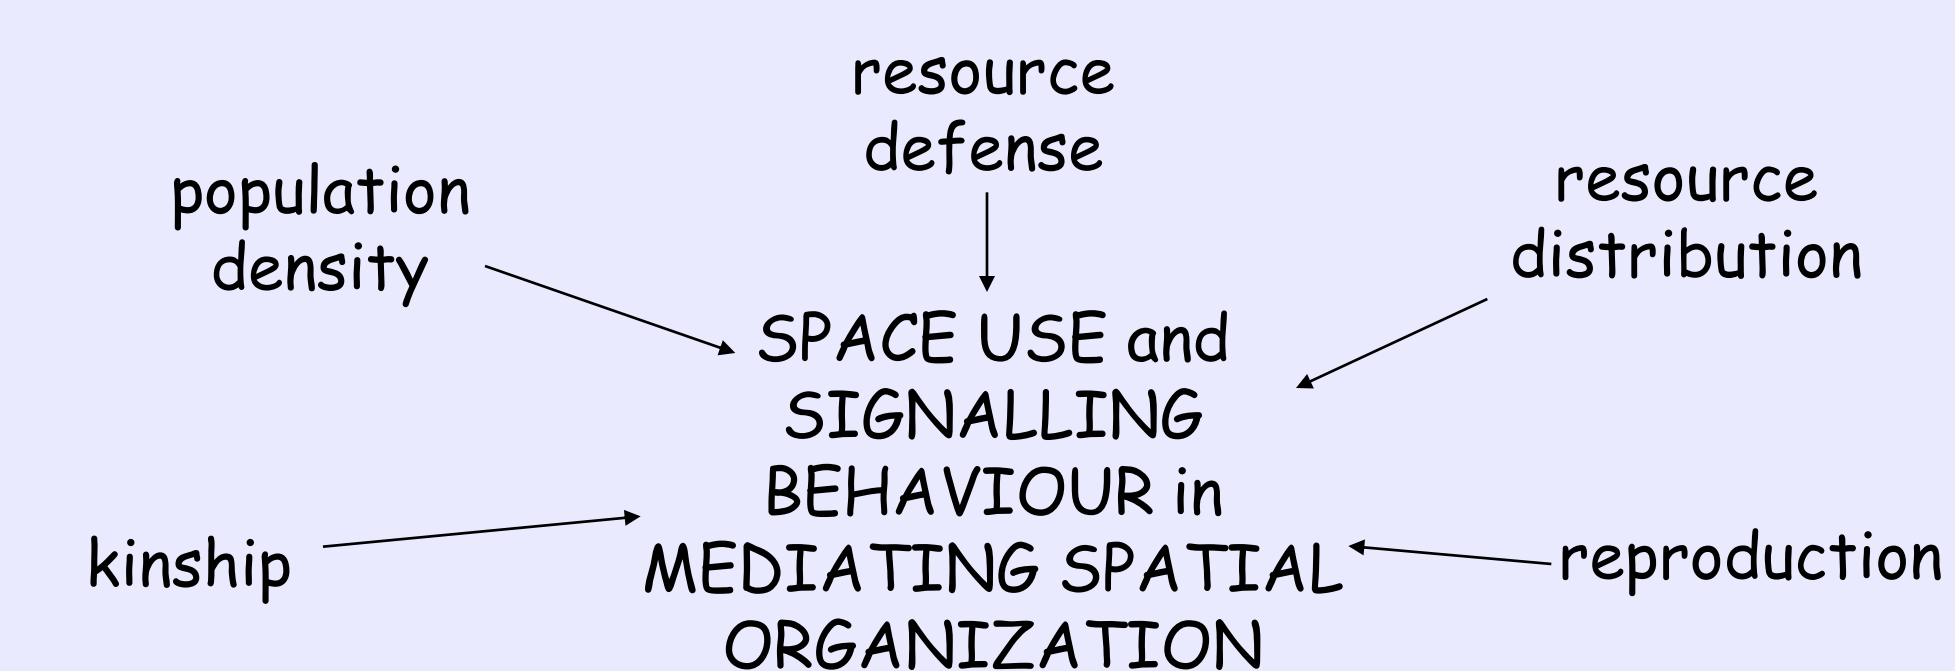 resource
defense
population
density
resource
distribution
SPACE USE and
SIGNALLING
BEHAVIOUR in
MEDIATING SPATIAL
ORGANIZATION
kinship
reproduction